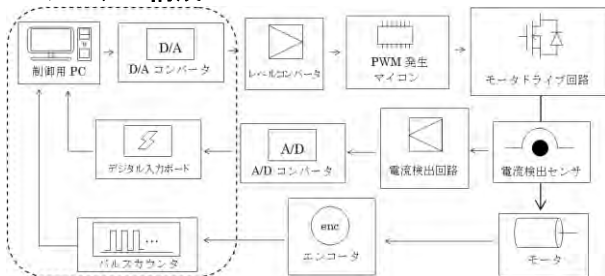 D/A
制御用 PC
D/A コンバータ
レベルコンバータ
PWM 発生
マイコン
モータドライブ回路
デジタル入力ボード
A/D
A/D コンバータ
電流検出回路
電流検出センサ
パルスカウンタ
enc
エンコータ
モータ